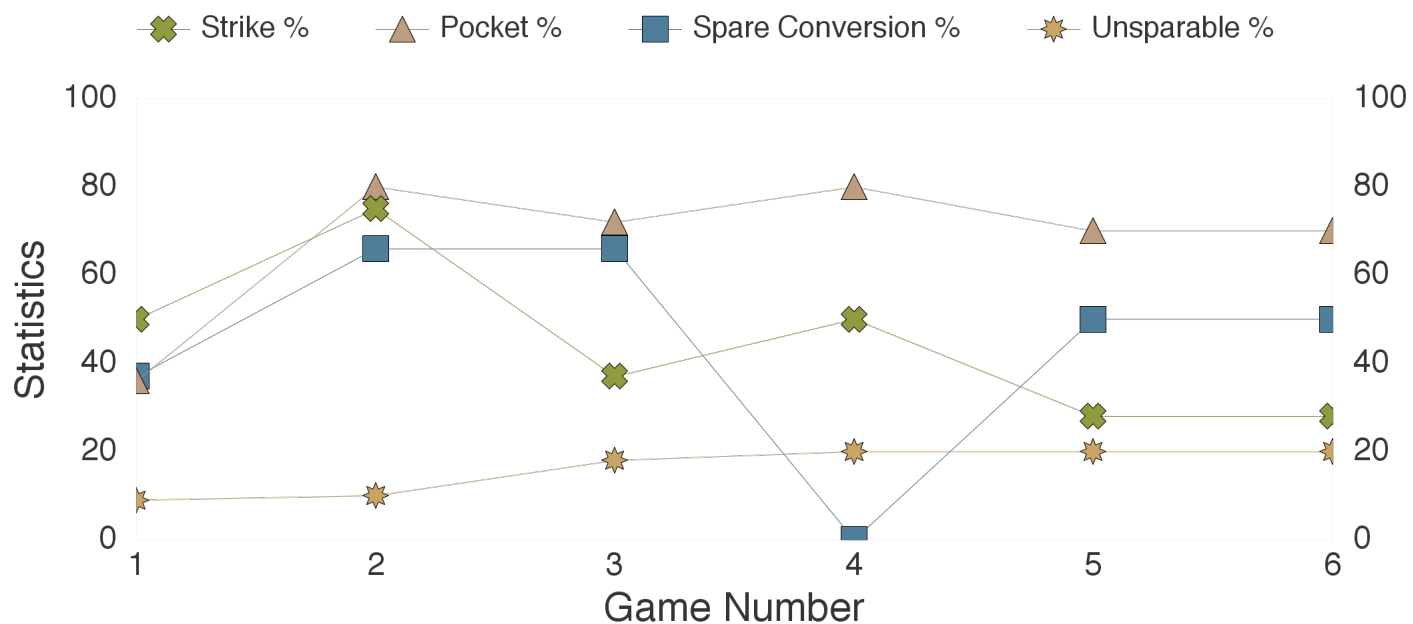 Strike % Pocket % Spare Conversion % Unsparable %
100 100
80 80
60 60
40 40
20 20
0 0
Statistics
1 2 3 4 5 6
Game Number